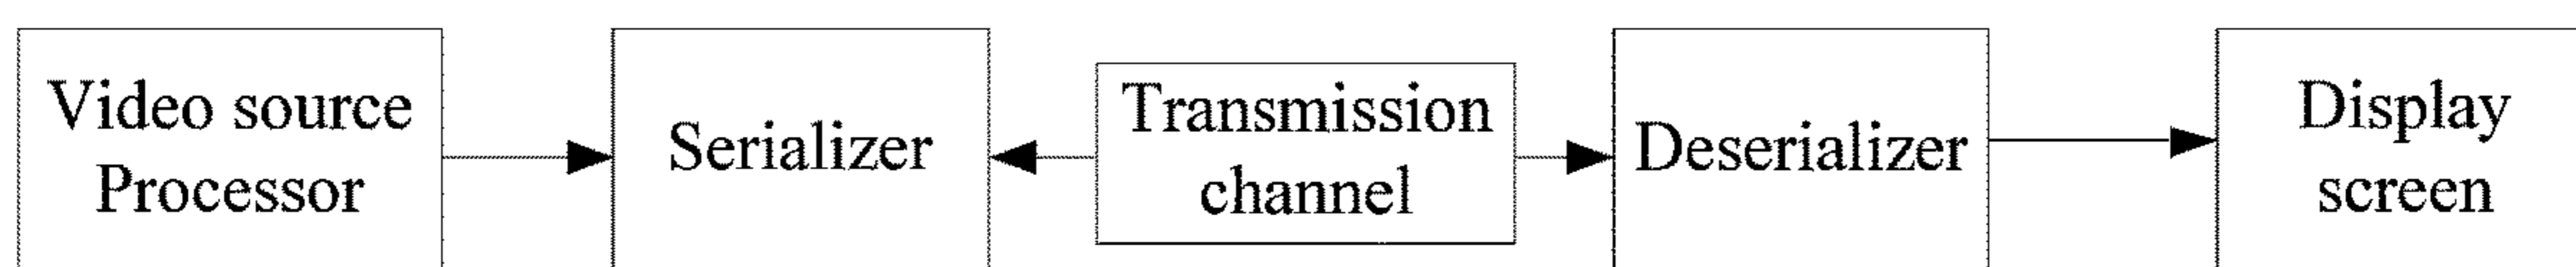 Video source
Processor
Serializer
Transmission
channel
Deserializer
Display
screen